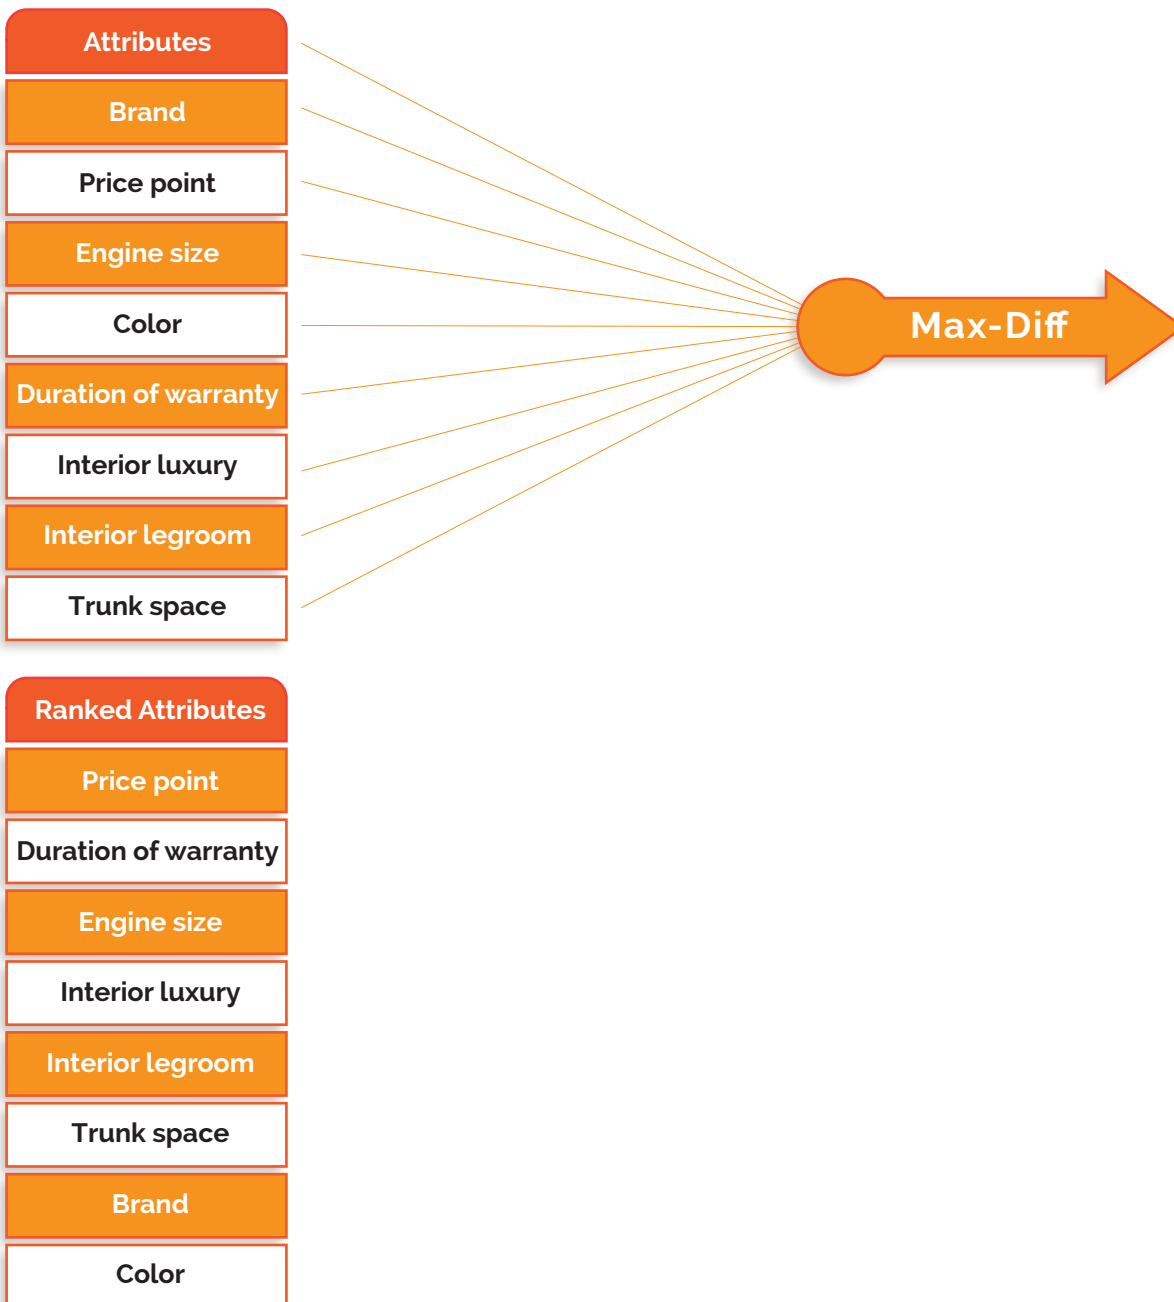 Attributes
Brand
Price point
Engine size
Color
Duration of warranty
Interior luxury
Interior legroom
Trunk space
Max-Diff
Ranked Attributes
Price point
Duration of warranty
Engine size
Interior luxury
Interior legroom
Trunk space
Brand
Color